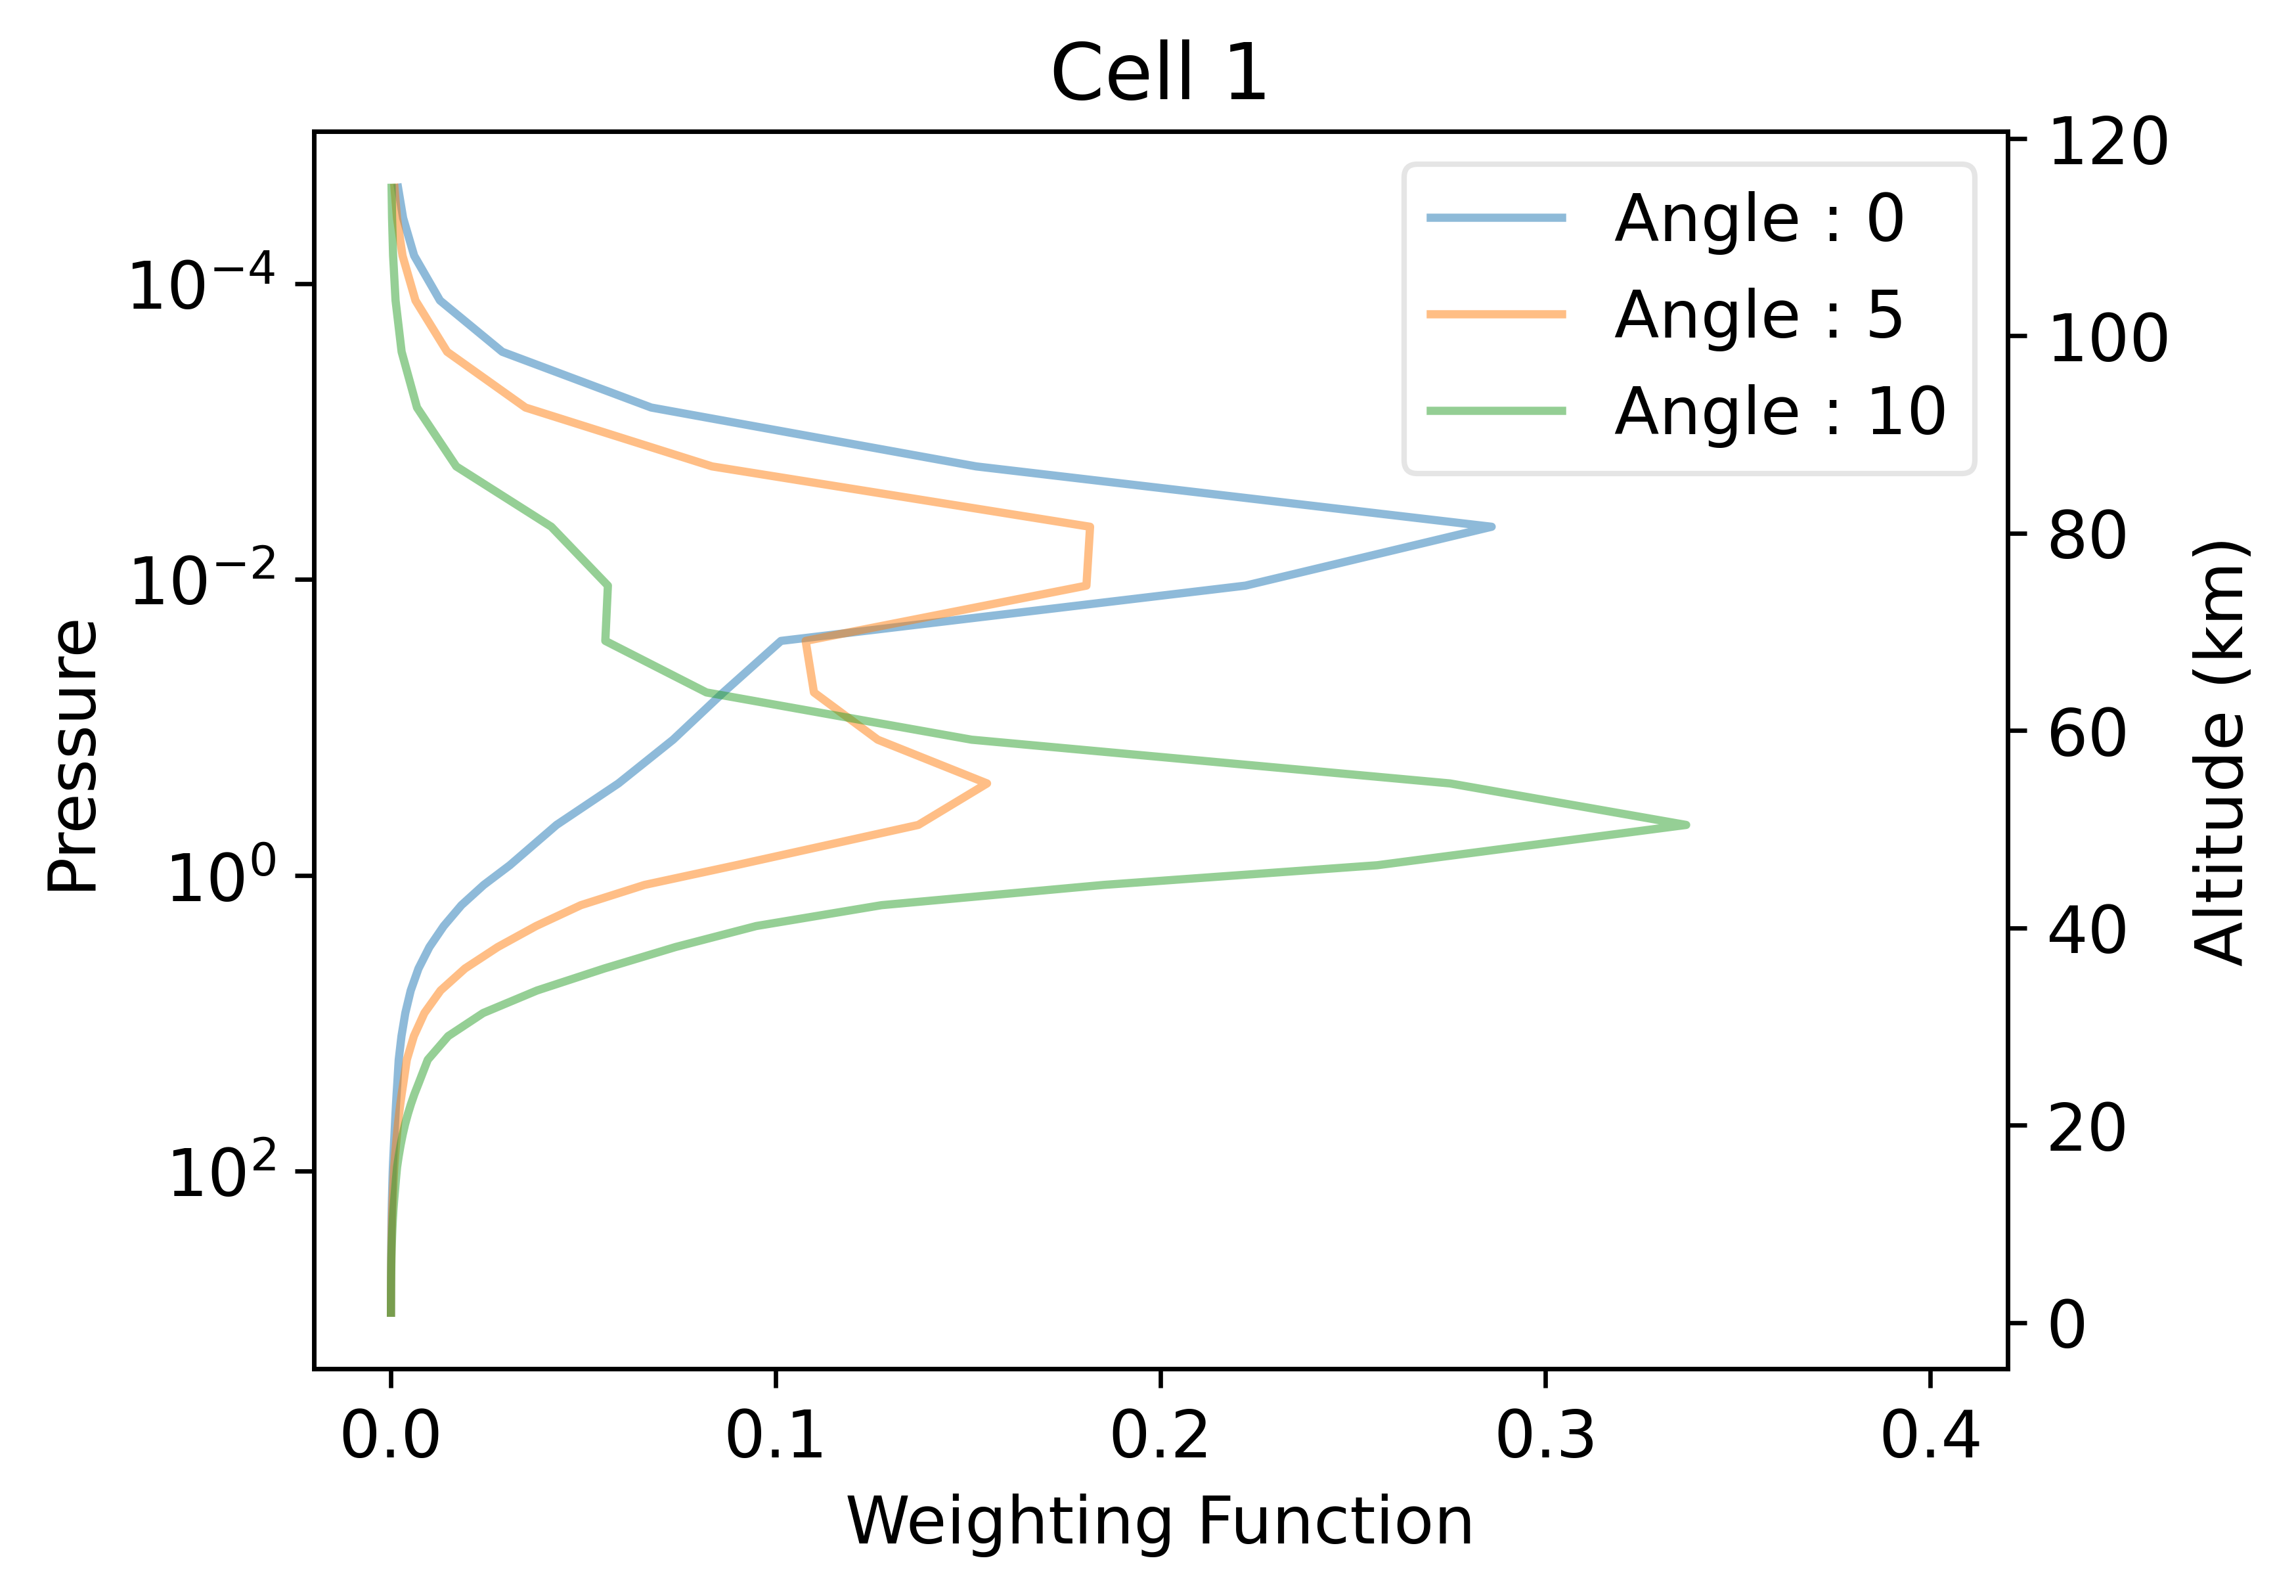 Cell 1
Angle : 0
Angle : 5
Angle : 10
Pressure
10⁻⁴
10⁻²
10⁰
10²
Altitude (km)
120
100
80
60
40
20
0
0.0 0.1 0.2 0.3 0.4
Weighting Function